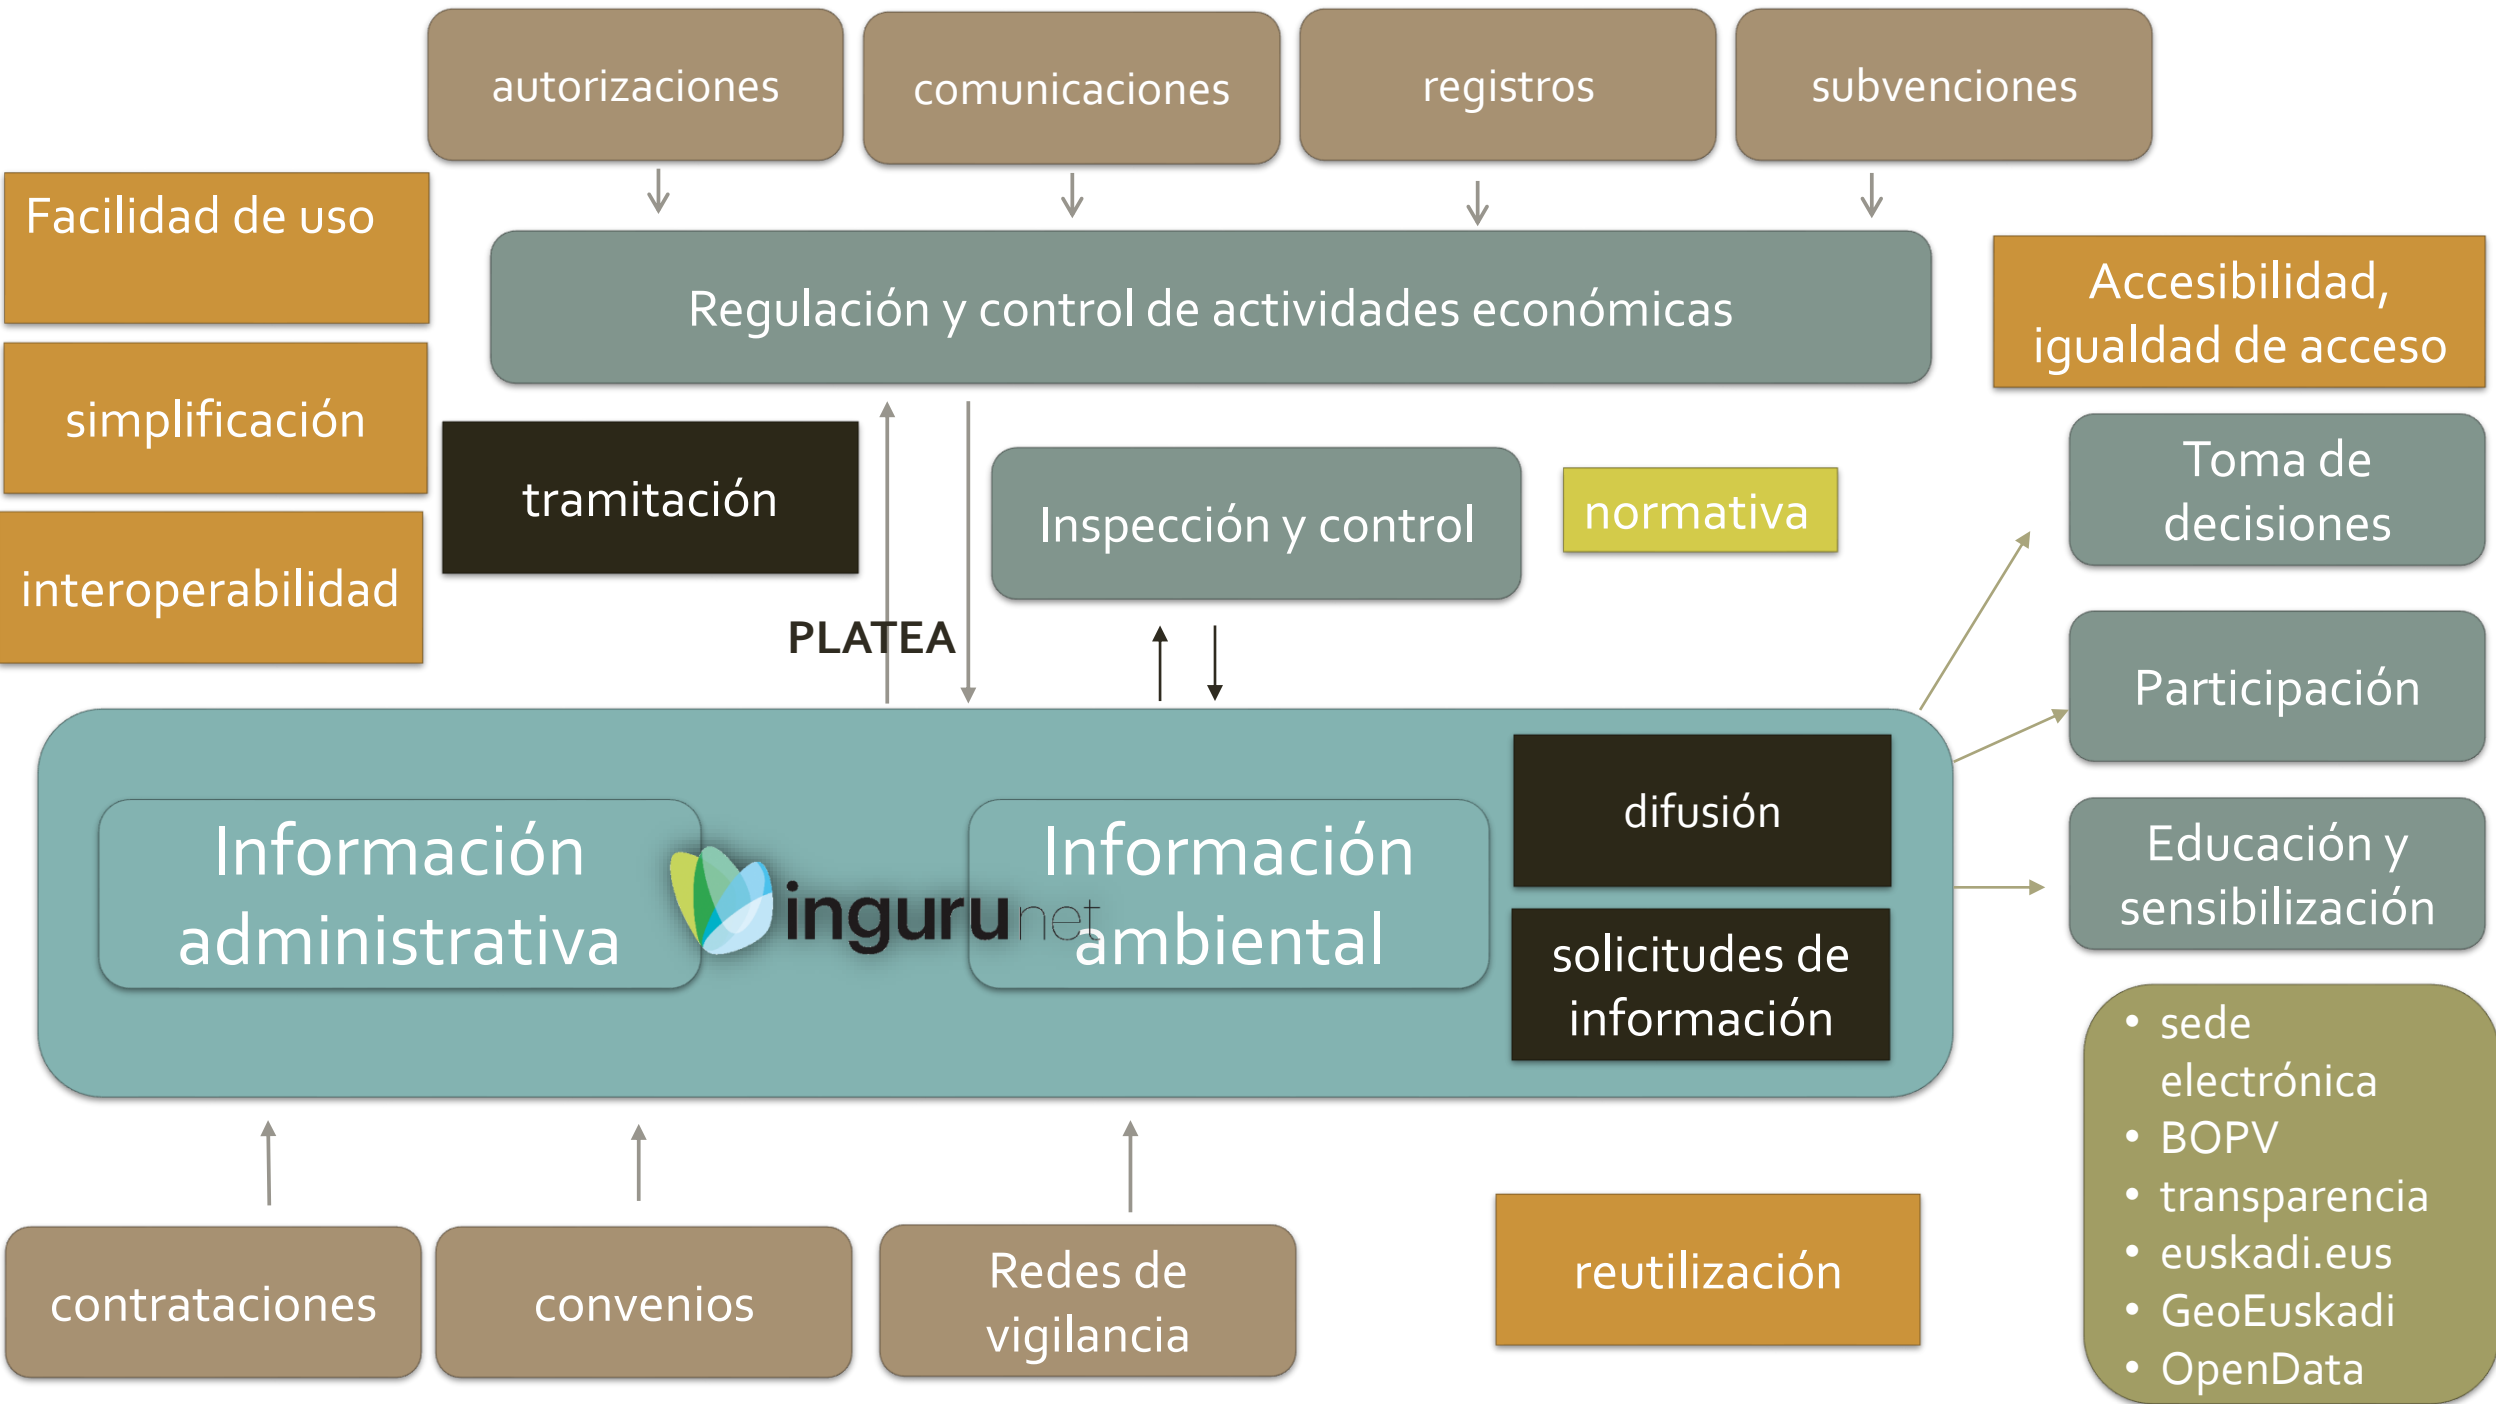 autorizaciones
comunicaciones
registros
subvenciones
Facilidad de uso
Regulación y control de actividades económicas
Accesibilidad,
igualdad de acceso
simplificación
tramitación
Inspección y control
normativa
Toma de
decisiones
interoperabilidad
PLATEA
Participación
Información
administrativa
ingurunet
Información
ambiental
difusión
solicitudes de
información
Educación y
sensibilización
• sede
electrónica
• BOPV
• transparencia
• euskadi.eus
• GeoEuskadi
• OpenData
contrataciones
convenios
Redes de
vigilancia
reutilización